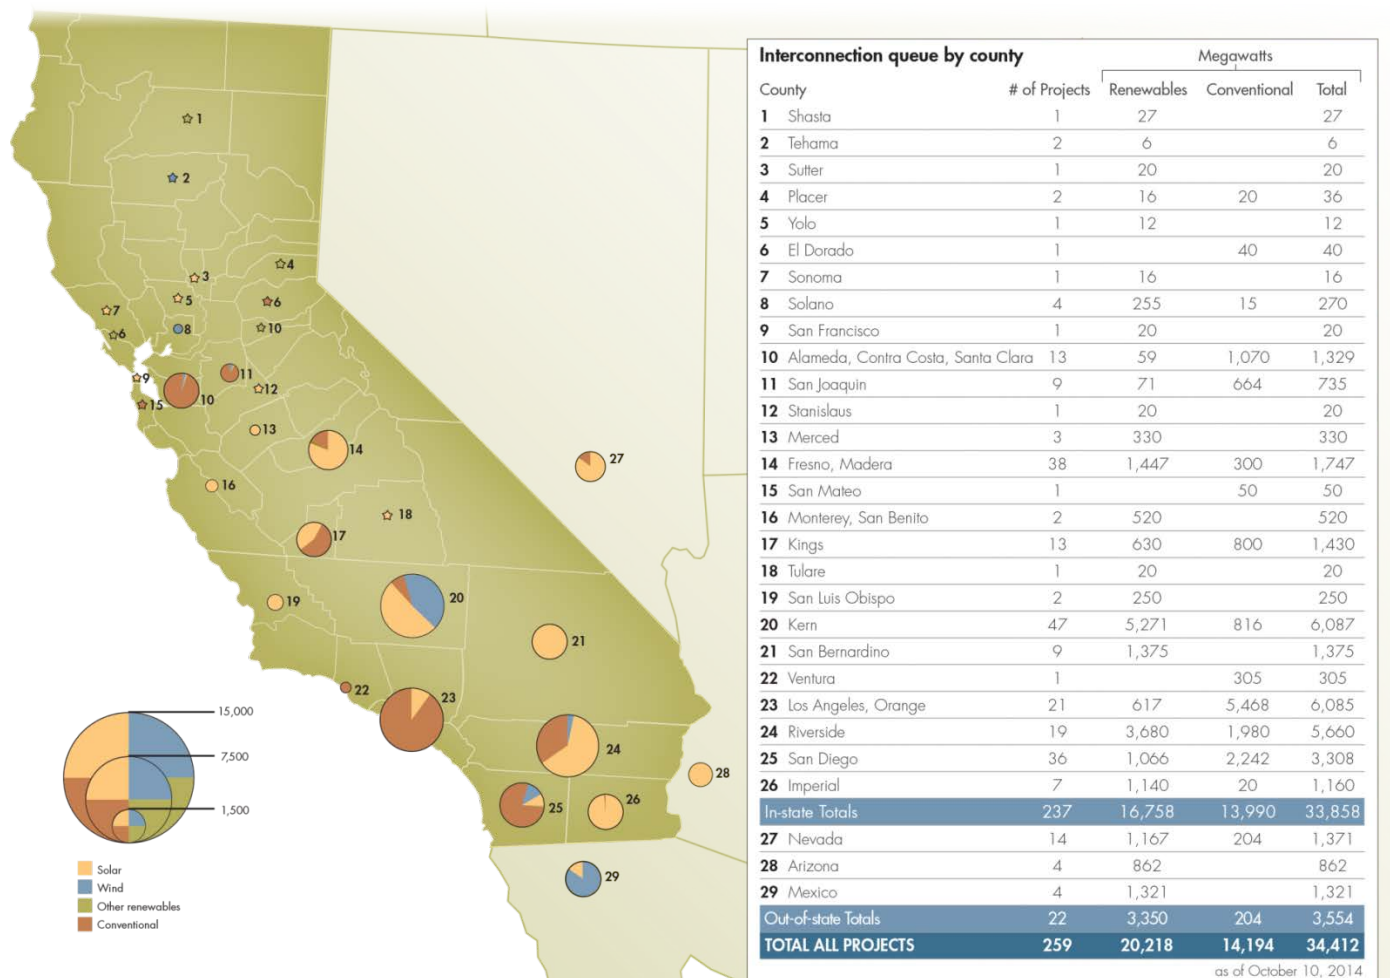 1
2
3
4
5
6
7
6
8
10
9
15
10
11
12
13
14
27
16
18
17
19
20
21
22
23
24
28
25
26
29
15,000
7,500
1,500
Solar
Wind
Other renewables
Conventional
Interconnection queue by county
Megawatts
County # of Projects Renewables Conventional Total
1 Shasta 1 27 27
2 Tehama 2 6 6
3 Sutter 1 20 20
4 Placer 2 16 20 36
5 Yolo 1 12 12
6 El Dorado 1 40 40
7 Sonoma 1 16 16
8 Solano 4 255 15 270
9 San Francisco 1 20 20
10 Alameda, Contra Costa, Santa Clara 13 59 1,070 1,329
11 San Joaquin 9 71 664 735
12 Stanislaus 1 20 20
13 Merced 3 330 330
14 Fresno, Madera 38 1,447 300 1,747
15 San Mateo 1 50 50
16 Monterey, San Benito 2 520 520
17 Kings 13 630 800 1,430
18 Tulare 1 20 20
19 San Luis Obispo 2 250 250
20 Kern 47 5,271 816 6,087
21 San Bernardino 9 1,375 1,375
22 Ventura 1 305 305
23 Los Angeles, Orange 21 617 5,468 6,085
24 Riverside 19 3,680 1,980 5,660
25 San Diego 36 1,066 2,242 3,308
26 Imperial 7 1,140 20 1,160
In-state Totals 237 16,758 13,990 33,858
27 Nevada 14 1,167 204 1,371
28 Arizona 4 862 862
29 Mexico 4 1,321 1,321
Out-of-state Totals 22 3,350 204 3,554
TOTAL ALL PROJECTS 259 20,218 14,194 34,412
as of October 10, 2014